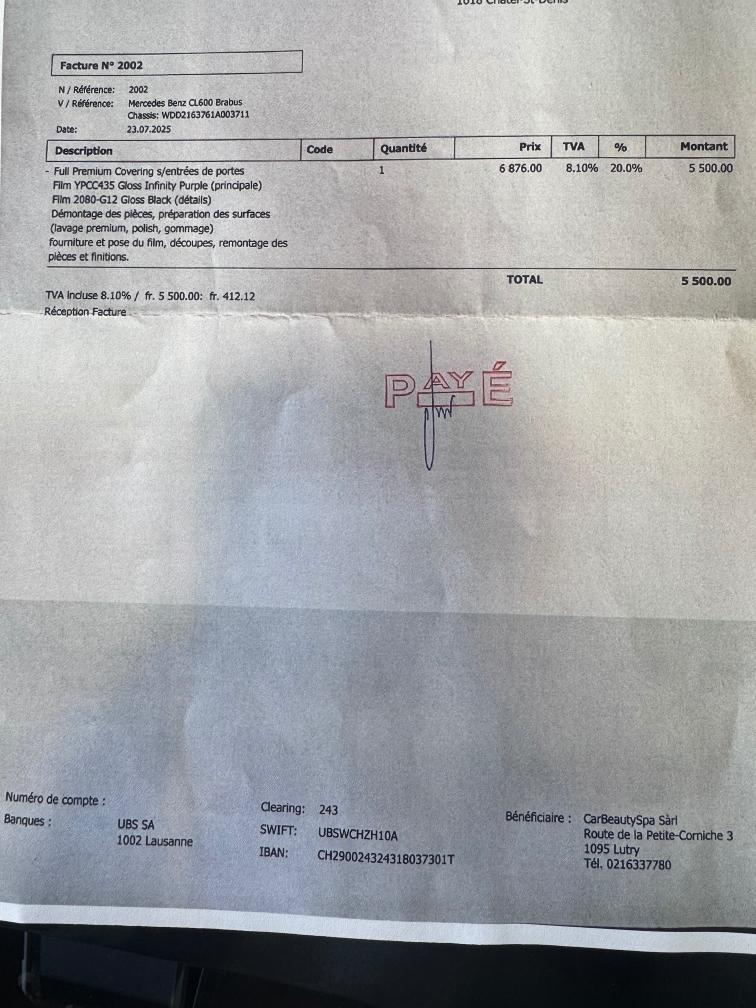 1618 Châtel-St-Denis
Facture N° 2002
N / Référence: 2002
V / Référence: Mercedes Benz CL600 Brabus
Chassis: WDD2163761A003711
Date: 23.07.2025
Description Code Quantité Prix TVA % Montant
- Full Premium Covering s/entrées de portes 1 6 876.00 8.10% 20.0% 5 500.00
Film YPCC435 Gloss Infinity Purple (principale)
Film 2080-G12 Gloss Black (détails)
Démontage des pièces, préparation des surfaces
(lavage premium, polish, gommage)
fourniture et pose du film, découpes, remontage des
pièces et finitions.
TOTAL 5 500.00
TVA incluse 8.10% / fr. 5 500.00: fr. 412.12
Réception Facture
PAYÉ
Numéro de compte :
Banques : UBS SA
1002 Lausanne
Clearing: 243
SWIFT: UBSWCHZH10A
IBAN: CH290024324318037301T
Bénéficiaire : CarBeautySpa Sàrl
Route de la Petite-Corniche 3
1095 Lutry
Tél. 0216337780